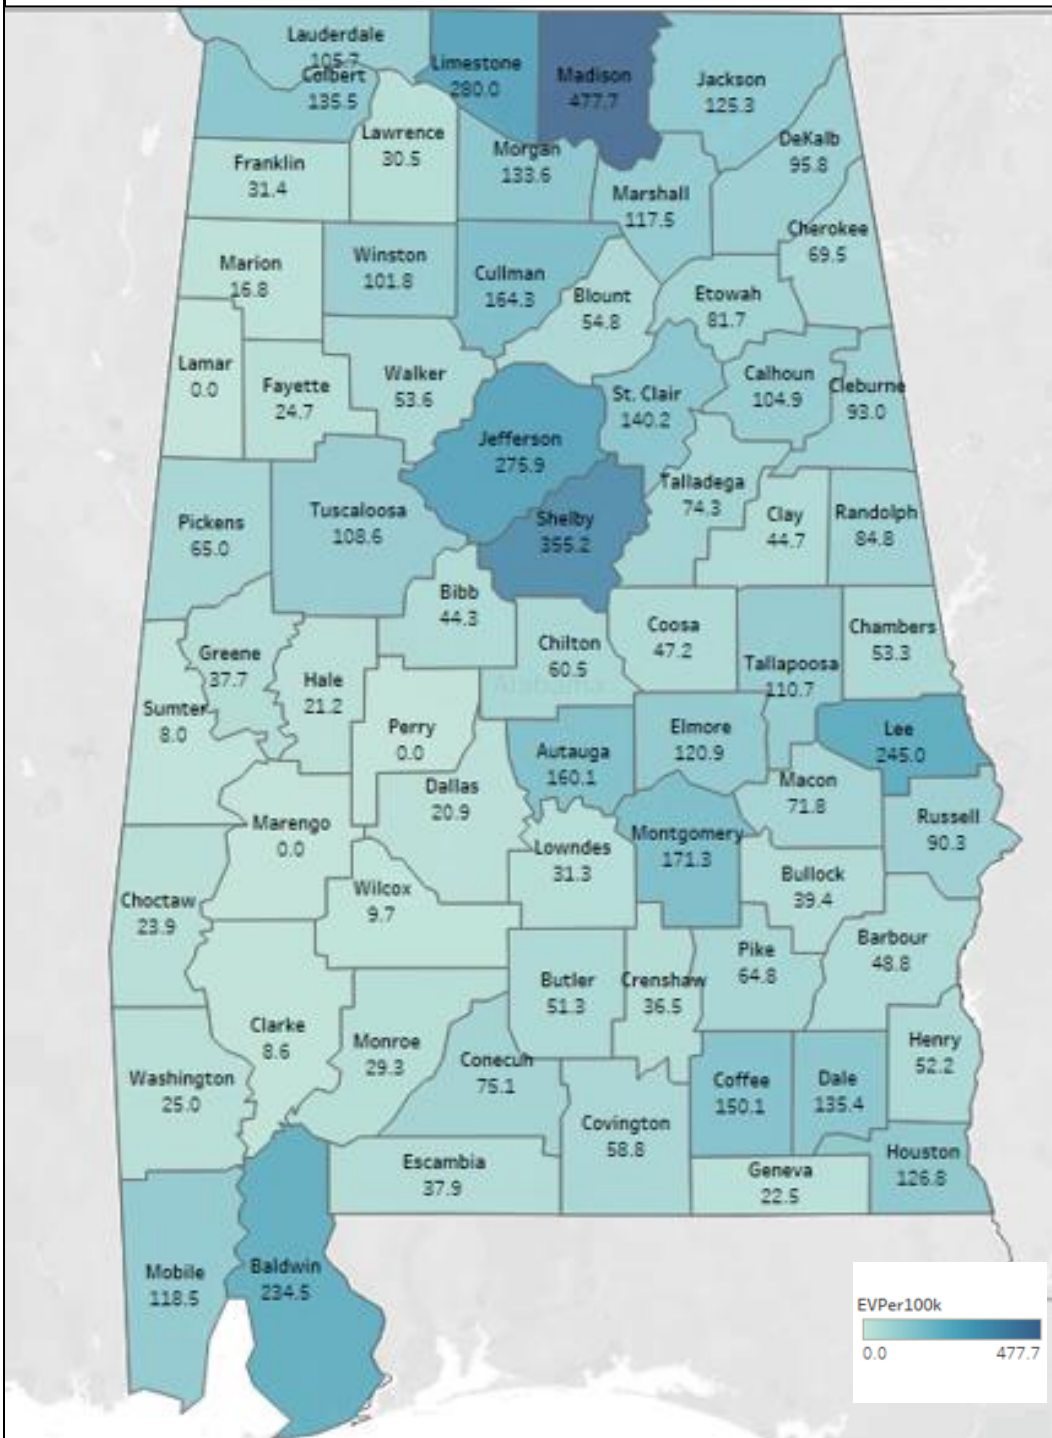 Lauderdale
105.7
Colbert
135.5
Limestone
280.0
Madison
477.7
Jackson
125.3
Lawrence
30.5
Franklin
31.4
Morgan
133.6
DeKalb
95.8
Marshall
117.5
Cherokee
69.5
Marion
16.8
Winston
101.8
Cullman
164.3
Blount
54.8
Etowah
81.7
Lamar
0.0
Fayette
24.7
Walker
53.6
St. Clair
140.2
Calhoun
104.9
Cleburne
93.0
Jefferson
275.9
Talladega
74.3
Pickens
65.0
Tuscaloosa
108.6
Shelby
355.2
Clay
44.7
Randolph
84.8
Bibb
44.3
Greene
37.7
Hale
21.2
Chilton
60.5
Coosa
47.2
Tallapoosa
110.7
Chambers
53.3
Alabama
Sumter
8.0
Perry
0.0
Autauga
160.1
Elmore
120.9
Lee
245.0
Dallas
20.9
Macon
71.8
Marengo
0.0
Lowndes
31.3
Montgomery
171.3
Russell
90.3
Choctaw
23.9
Wilcox
9.7
Bullock
39.4
Butler
51.3
Crenshaw
36.5
Pike
64.8
Barbour
48.8
Clarke
8.6
Monroe
29.3
Conecuh
75.1
Henry
52.2
Washington
25.0
Covington
58.8
Coffee
150.1
Dale
135.4
Escambia
37.9
Geneva
22.5
Houston
126.8
Mobile
118.5
Baldwin
234.5
EVPer100k
0.0 477.7